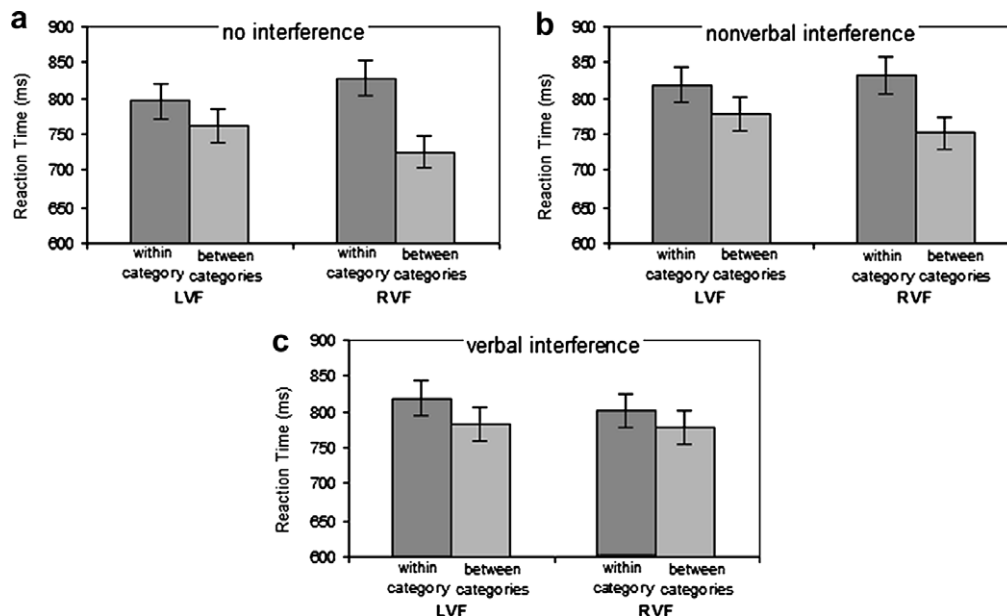 a
no interference
900
850
800
750
700
650
600
Reaction Time (ms)
within category
between categories
within category
between categories
LVF
RVF
b
nonverbal interference
900
850
800
750
700
650
600
Reaction Time (ms)
within category
between categories
within category
between categories
LVF
RVF
c
verbal interference
900
850
800
750
700
650
600
Reaction Time (ms)
within category
between categories
within category
between categories
LVF
RVF